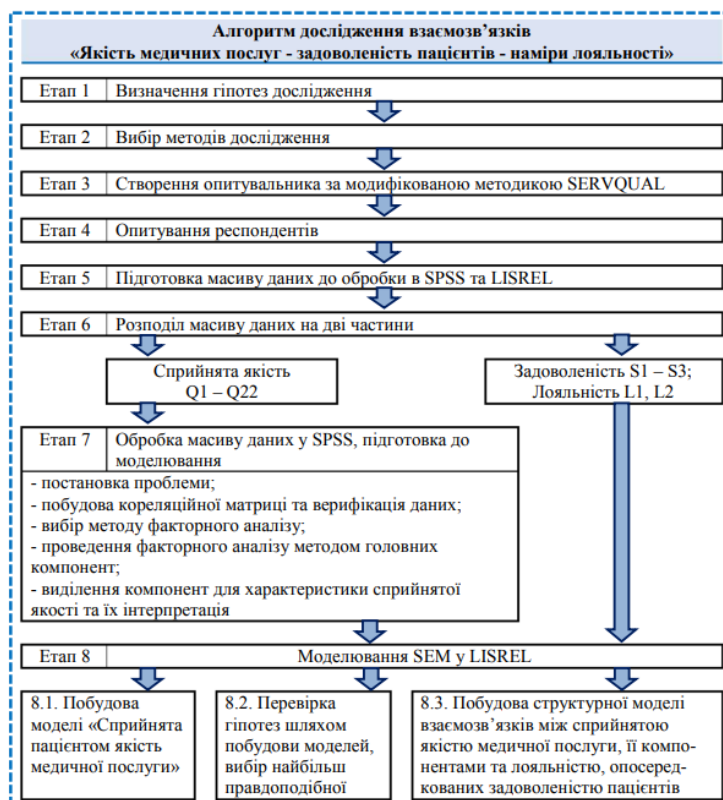 Алгоритм дослідження взаємозв’язків
«Якість медичних послуг - задоволеність пацієнтів - наміри лояльності»
Етап 1 Визначення гіпотез дослідження
Етап 2 Вибір методів дослідження
Етап 3 Створення опитувальника за модифікованою методикою SERVQUAL
Етап 4 Опитування респондентів
Етап 5 Підготовка масиву даних до обробки в SPSS та LISREL
Етап 6 Розподіл масиву даних на дві частини
Сприйнята якість
Q1 – Q22
Задоволеність S1 – S3;
Лояльність L1, L2
Етап 7 Обробка масиву даних у SPSS, підготовка до
моделювання
- постановка проблеми;
- побудова кореляційної матриці та верифікація даних;
- вибір методу факторного аналізу;
- проведення факторного аналізу методом головних
компонент;
- виділення компонент для характеристики сприйнятої
якості та їх інтерпретація
Етап 8 Моделювання SEM у LISREL
8.1. Побудова
моделі «Сприйнята
пацієнтом якість
медичної послуги»
8.2. Перевірка
гіпотез шляхом
побудови моделей,
вибір найбільш
правдоподібної
8.3. Побудова структурної моделі
взаємозв’язків між сприйнятою
якістю медичної послуги, її компо-
нентами та лояльністю, опосеред-
кованих задоволеністю пацієнтів